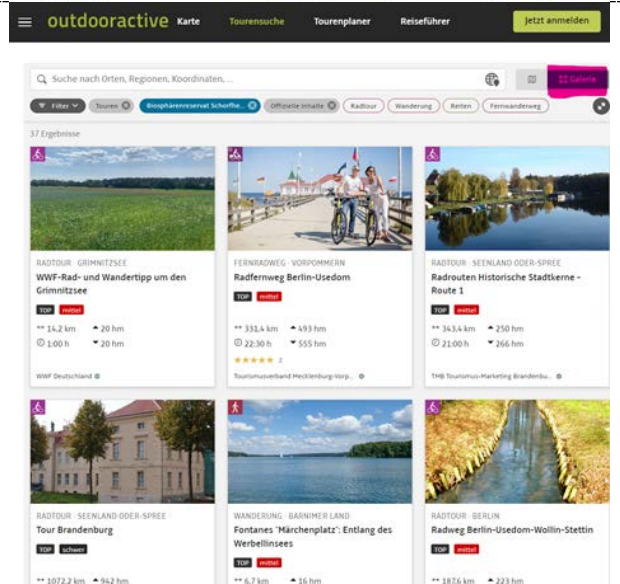 outdooractive Karte Tourensuche Tourenplaner Reiseführer Jetzt anmelden
Suche nach Orten, Regionen, Koordinaten, ... Galerie
Filter Touren Biosphärenreservat Schorfhe... Offizielle Inhalte Radtour Wanderung Reiten Fernwanderweg
37 Ergebnisse
RADTOUR · GRIMNITZSEE
WWF-Rad- und Wandertipp um den
Grimnitzsee
TOP mittel
14,2 km 20 hm
1:00 h 20 hm
WWF Deutschland
FERNRADWEG · VORPOMMERN
Radfernweg Berlin-Usedom
TOP mittel
331,4 km 493 hm
22:30 h 555 hm
2
Tourismusverband Mecklenburg-Vorp...
RADTOUR · SEENLAND ODER-SPREE
Radrouten Historische Stadtkerne -
Route 1
TOP mittel
343,4 km 250 hm
21:00 h 266 hm
TMB Tourismus-Marketing Brandenbu...
RADTOUR · SEENLAND ODER-SPREE
Tour Brandenburg
TOP schwer
1072,2 km 942 hm
WANDERUNG · BARNIMER LAND
Fontanes "Märchenplatz": Entlang des
Werbellinsees
TOP mittel
6,7 km 16 hm
RADTOUR · BERLIN
Radweg Berlin-Usedom-Wollin-Stettin
TOP mittel
187,6 km 223 hm